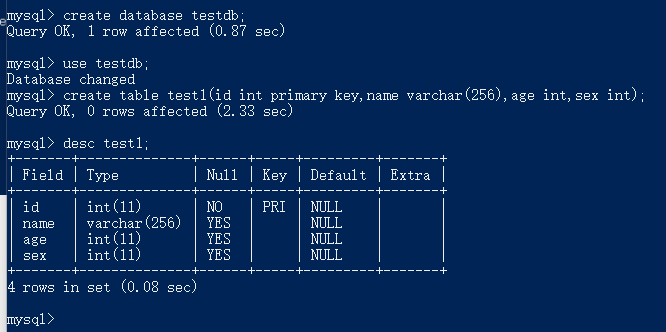 mysql> create database testdb;
Query OK, 1 row affected (0.87 sec)
mysql> use testdb;
Database changed
mysql> create table test1(id int primary key,name varchar(256),age int,sex int);
Query OK, 0 rows affected (2.33 sec)
mysql> desc test1;
+-------+--------------+------+-----+---------+-------+
| Field | Type         | Null | Key | Default | Extra |
+-------+--------------+------+-----+---------+-------+
| id    | int(11)      | NO   | PRI | NULL    |       |
| name  | varchar(256) | YES  |     | NULL    |       |
| age   | int(11)      | YES  |     | NULL    |       |
| sex   | int(11)      | YES  |     | NULL    |       |
+-------+--------------+------+-----+---------+-------+
4 rows in set (0.08 sec)
mysql>